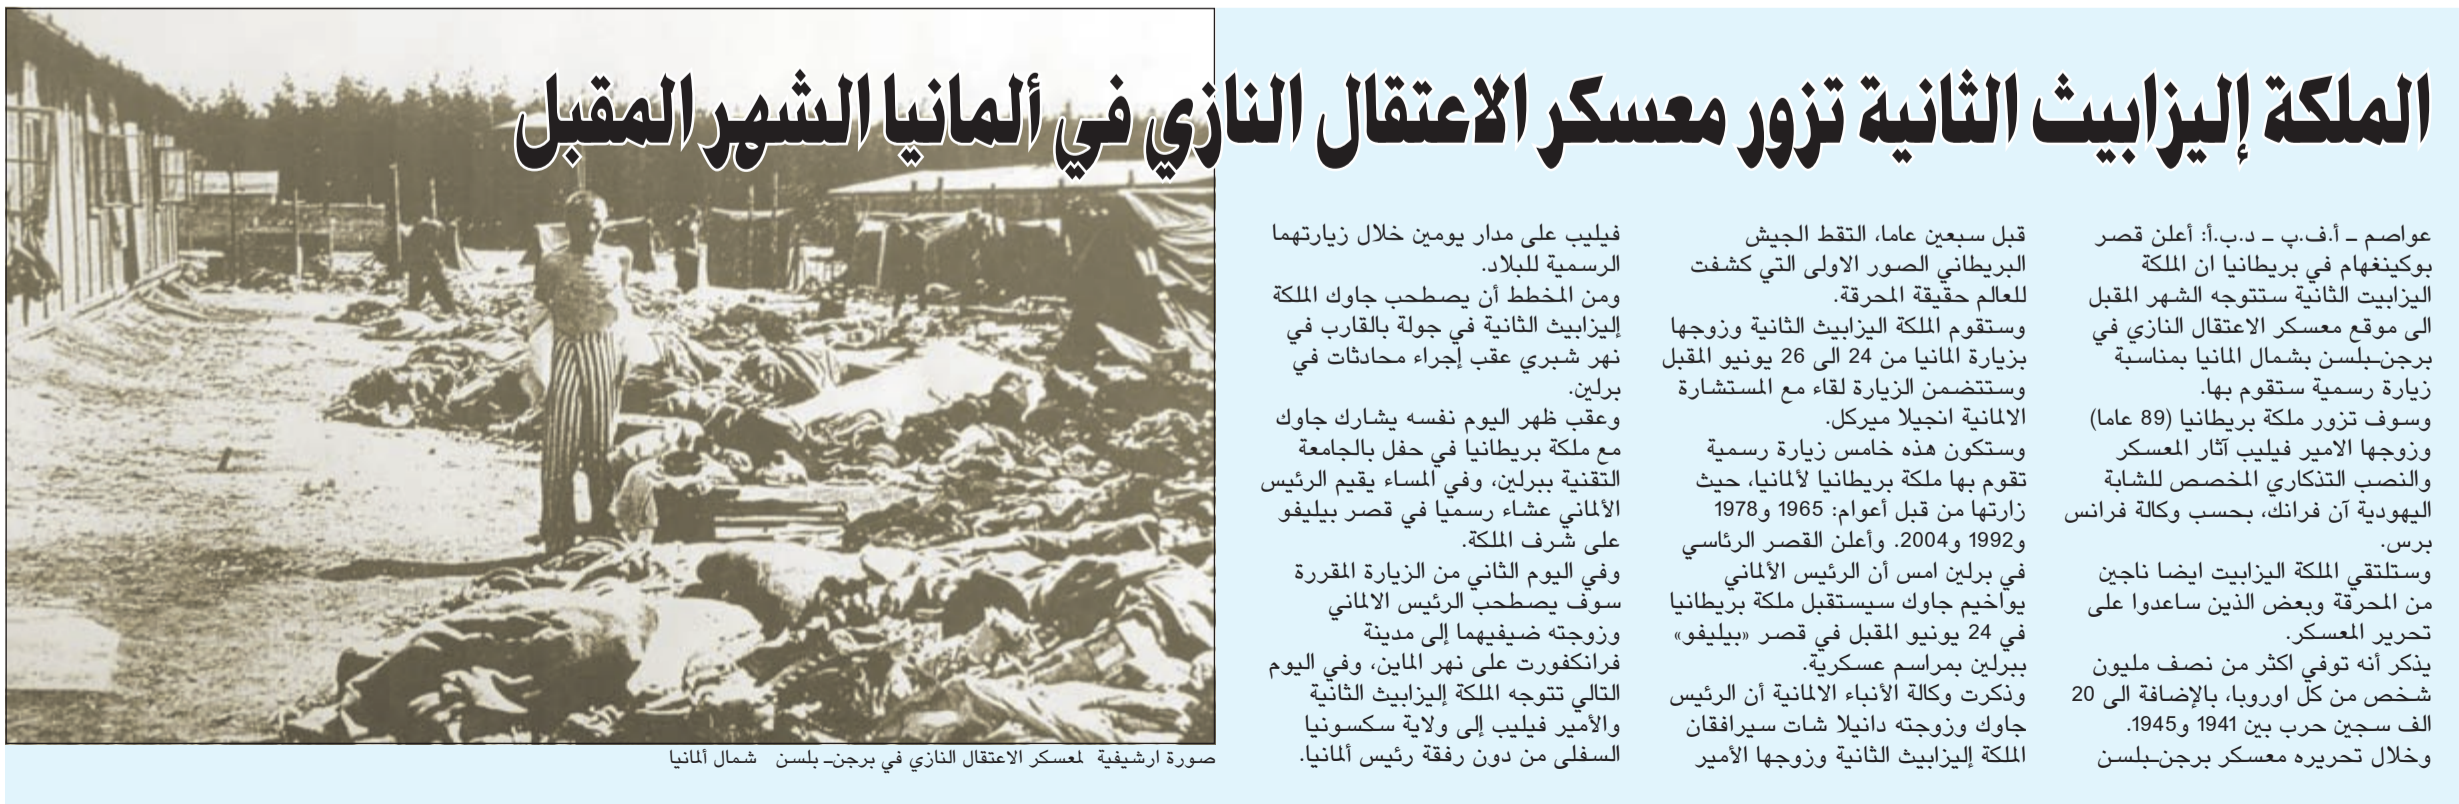 الملكة إليزابيث الثانية تزور معسكر الاعتقال النازي في ألمانيا الشهر المقبل
عواصم ـ أ.ف.پ ـ د.ب.أ: أعلن قصر
بوكينغهام في بريطانيا ان الملكة
اليزابيت الثانية ستتوجه الشهر المقبل
الى موقع معسكر الاعتقال النازي في
برجن-بلسن بشمال المانيا بمناسبة
زيارة رسمية ستقوم بها.
وسوف تزور ملكة بريطانيا (89 عاما)
وزوجها الامير فيليب آثار المعسكر
والنصب التذكاري المخصص للشابة
اليهودية آن فرانك، بحسب وكالة فرانس
برس.
وستلتقي الملكة اليزابيت ايضا ناجين
من المحرقة وبعض الذين ساعدوا على
تحرير المعسكر.
يذكر أنه توفي اكثر من نصف مليون
شخص من كل اوروبا، بالإضافة الى 20
الف سجين حرب بين 1941 و1945.
وخلال تحريره معسكر برجن-بلسن
قبل سبعين عاما، التقط الجيش
البريطاني الصور الاولى التي كشفت
للعالم حقيقة المحرقة.
وستقوم الملكة اليزابيث الثانية وزوجها
بزيارة المانيا من 24 الى 26 يونيو المقبل
وستتضمن الزيارة لقاء مع المستشارة
الالمانية انجيلا ميركل.
وستكون هذه خامس زيارة رسمية
تقوم بها ملكة بريطانيا لألمانيا، حيث
زارتها من قبل أعوام: 1965 و1978
و1992 و2004. وأعلن القصر الرئاسي
في برلين امس أن الرئيس الألماني
يواخيم جاوك سيستقبل ملكة بريطانيا
في 24 يونيو المقبل في قصر «بيليفو»
ببرلين بمراسم عسكرية.
وذكرت وكالة الأنباء الالمانية أن الرئيس
جاوك وزوجته دانيلا شات سيرافقان
الملكة إليزابيث الثانية وزوجها الأمير
فيليب على مدار يومين خلال زيارتهما
الرسمية للبلاد.
ومن المخطط أن يصطحب جاوك الملكة
إليزابيث الثانية في جولة بالقارب في
نهر شبري عقب إجراء محادثات في
برلين.
وعقب ظهر اليوم نفسه يشارك جاوك
مع ملكة بريطانيا في حفل بالجامعة
التقنية ببرلين، وفي المساء يقيم الرئيس
الألماني عشاء رسميا في قصر بيليفو
على شرف الملكة.
وفي اليوم الثاني من الزيارة المقررة
سوف يصطحب الرئيس الالماني
وزوجته ضيفيهما إلى مدينة
فرانكفورت على نهر الماين، وفي اليوم
التالي تتوجه الملكة إليزابيث الثانية
والأمير فيليب إلى ولاية سكسونيا
السفلى من دون رفقة رئيس ألمانيا.
صورة ارشيفية لمعسكر الاعتقال النازي في برجن- بلسن شمال ألمانيا